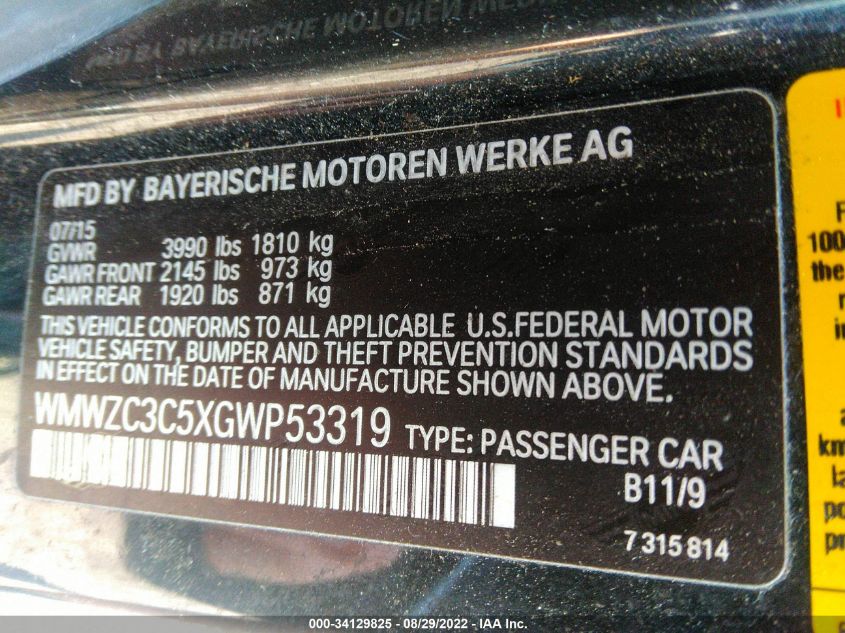 MFD BY BAYERISCHE MOTOREN WERKE AG
07/15
GVWR 3990 lbs 1810 kg
GAWR FRONT 2145 lbs 973 kg
GAWR REAR 1920 lbs 871 kg
THIS VEHICLE CONFORMS TO ALL APPLICABLE U.S.FEDERAL MOTOR
VEHICLE SAFETY, BUMPER AND THEFT PREVENTION STANDARDS
IN EFFECT ON THE DATE OF MANUFACTURE SHOWN ABOVE.
WMWZC3C5XGWP53319 TYPE: PASSENGER CAR
B11/9
7 315 814
100
the
km
000-34129825 - 08/29/2022 - IAA Inc.